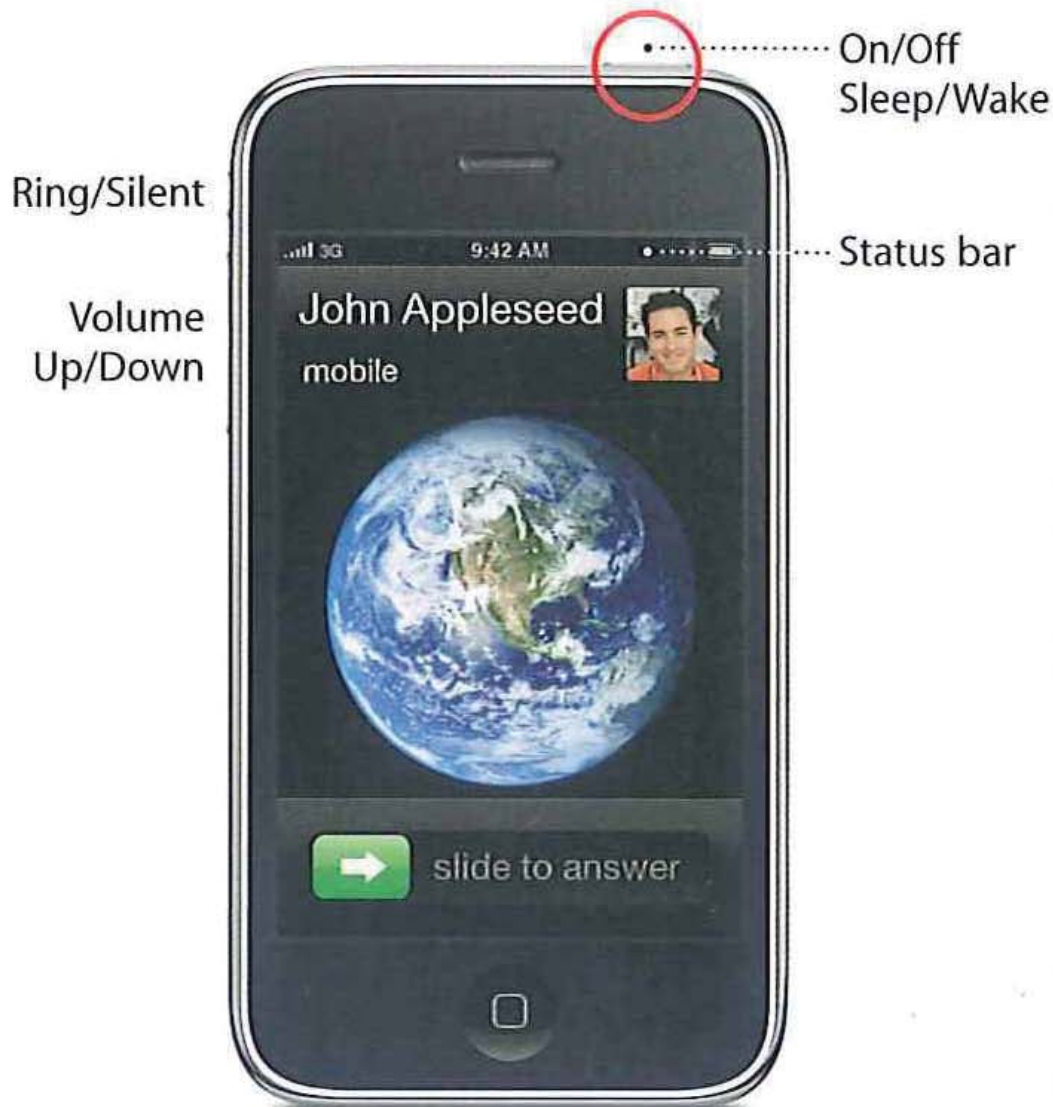 On/Off
Sleep/Wake
Ring/Silent
3G 9:42 AM
Status bar
John Appleseed
mobile
Volume
Up/Down
slide to answer